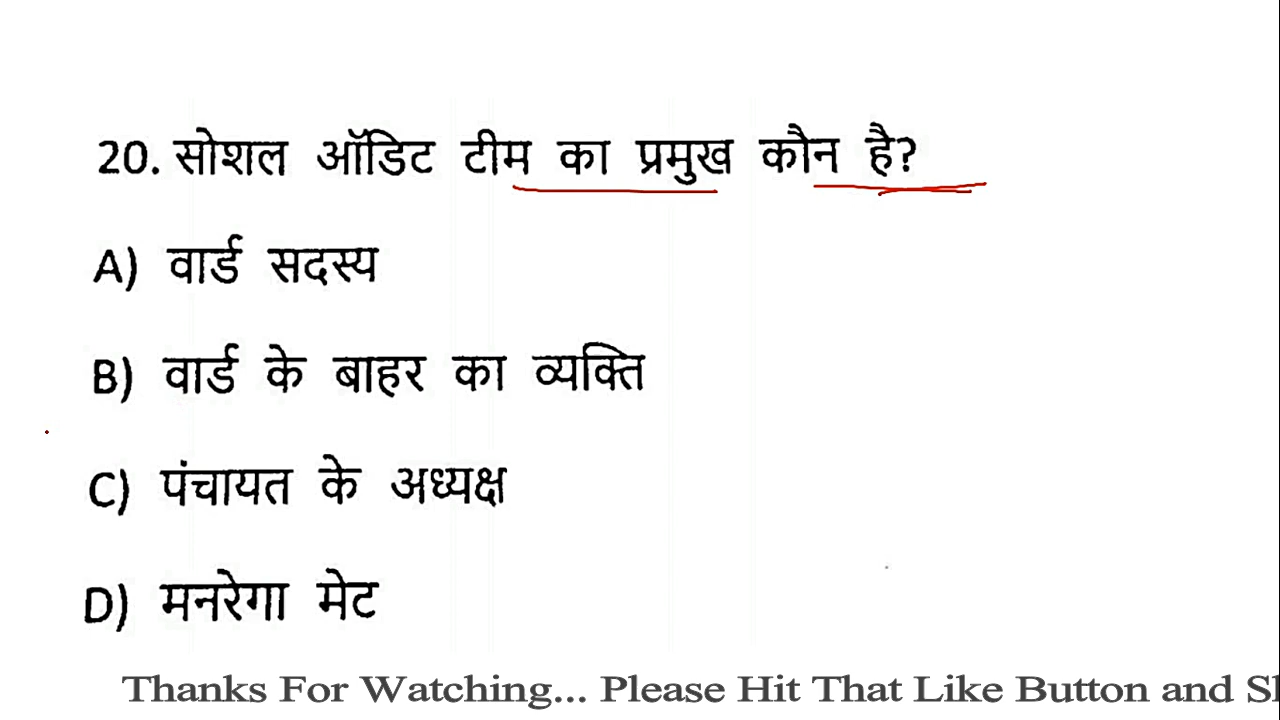 20. सोशल ऑडिट टीम का प्रमुख कौन है?
A) वार्ड सदस्य
B) वार्ड के बाहर का व्यक्ति
C) पंचायत के अध्यक्ष
D) मनरेगा मेट
Thanks For Watching... Please Hit That Like Button and